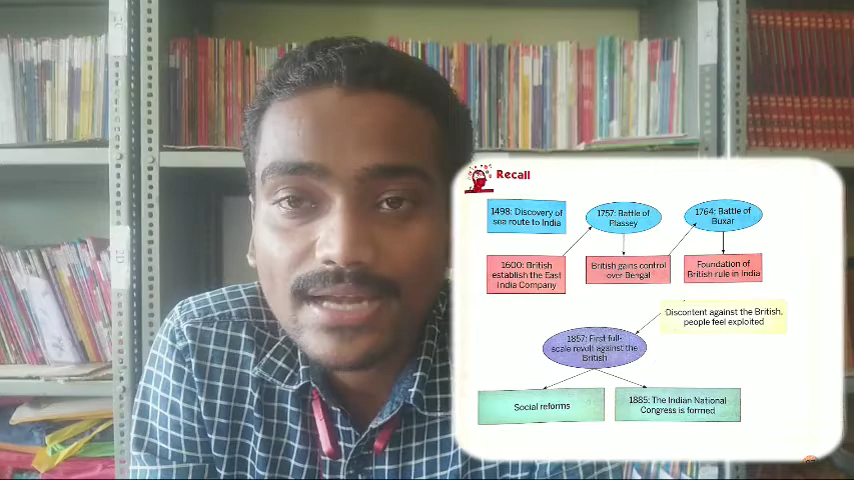 Recall
1498: Discovery of
sea route to India
1757: Battle of
Plassey
1764: Battle of
Buxar
1600: British
establish the East
India Company
British gains control
over Bengal
Foundation of
British rule in India
Discontent against the British,
people feel exploited
1857: First full-
scale revolt against the
British
Social reforms
1885: The Indian National
Congress is formed